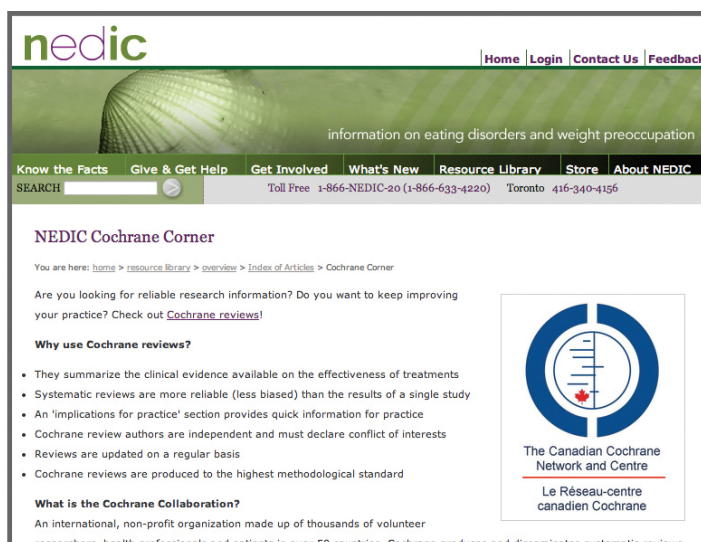 nedic
Home Login Contact Us Feedback
information on eating disorders and weight preoccupation
Know the Facts Give & Get Help Get Involved What's New Resource Library Store About NEDIC
SEARCH Toll Free 1-866-NEDIC-20 (1-866-633-4220) Toronto 416-340-4156
NEDIC Cochrane Corner
You are here: home > resource library > overview > Index of Articles > Cochrane Corner
Are you looking for reliable research information? Do you want to keep improving
your practice? Check out Cochrane reviews!
Why use Cochrane reviews?
• They summarize the clinical evidence available on the effectiveness of treatments
• Systematic reviews are more reliable (less biased) than the results of a single study
• An 'implications for practice' section provides quick information for practice
• Cochrane review authors are independent and must declare conflict of interests
• Reviews are updated on a regular basis
• Cochrane reviews are produced to the highest methodological standard
The Canadian Cochrane
Network and Centre
Le Réseau-centre
canadien Cochrane
What is the Cochrane Collaboration?
An international, non-profit organization made up of thousands of volunteer